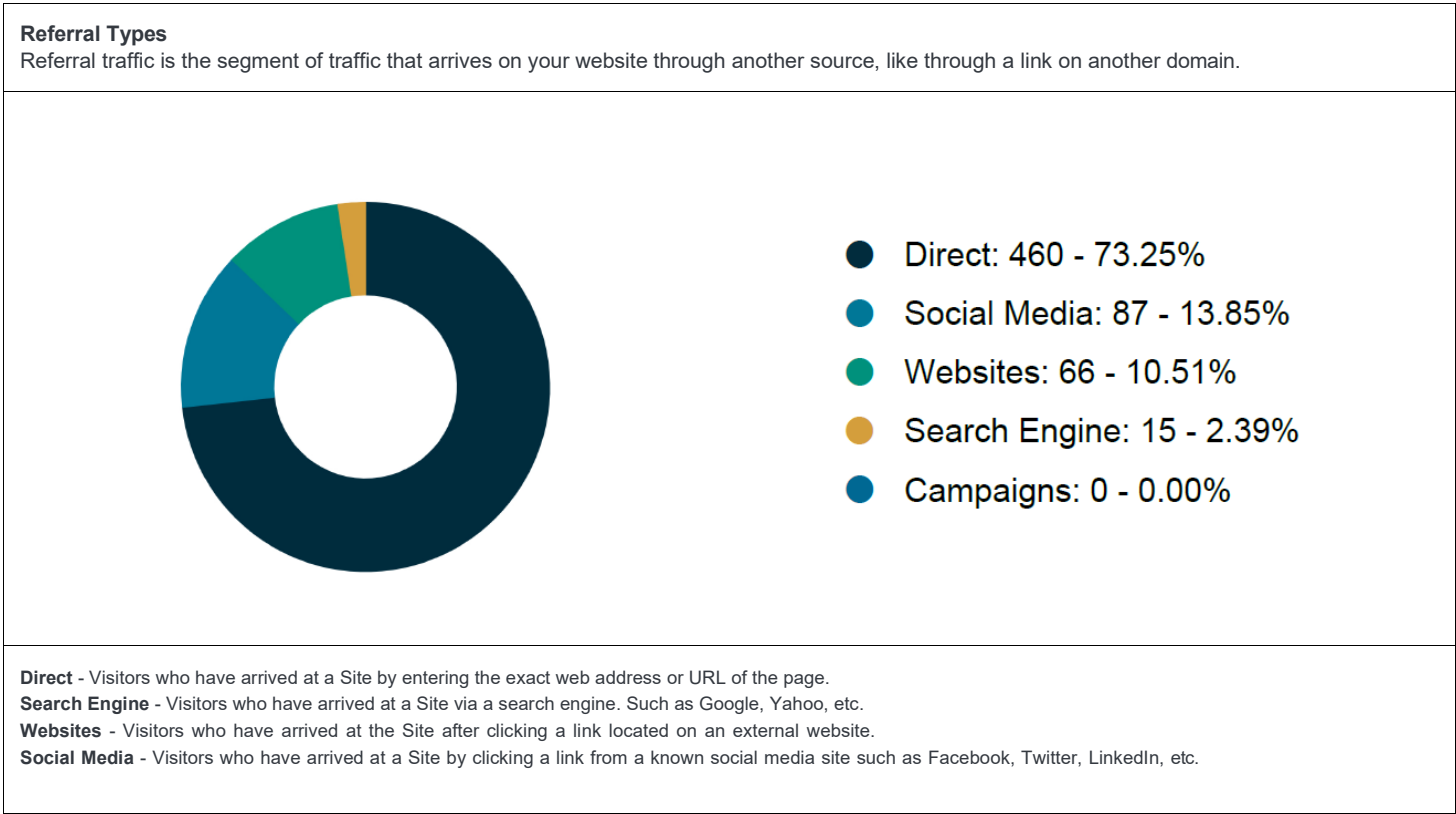 Referral Types
Referral traffic is the segment of traffic that arrives on your website through another source, like through a link on another domain.
Direct: 460 - 73.25%
Social Media: 87 - 13.85%
Websites: 66 - 10.51%
Search Engine: 15 - 2.39%
Campaigns: 0 - 0.00%
Direct - Visitors who have arrived at a Site by entering the exact web address or URL of the page.
Search Engine - Visitors who have arrived at a Site via a search engine. Such as Google, Yahoo, etc.
Websites - Visitors who have arrived at the Site after clicking a link located on an external website.
Social Media - Visitors who have arrived at a Site by clicking a link from a known social media site such as Facebook, Twitter, LinkedIn, etc.